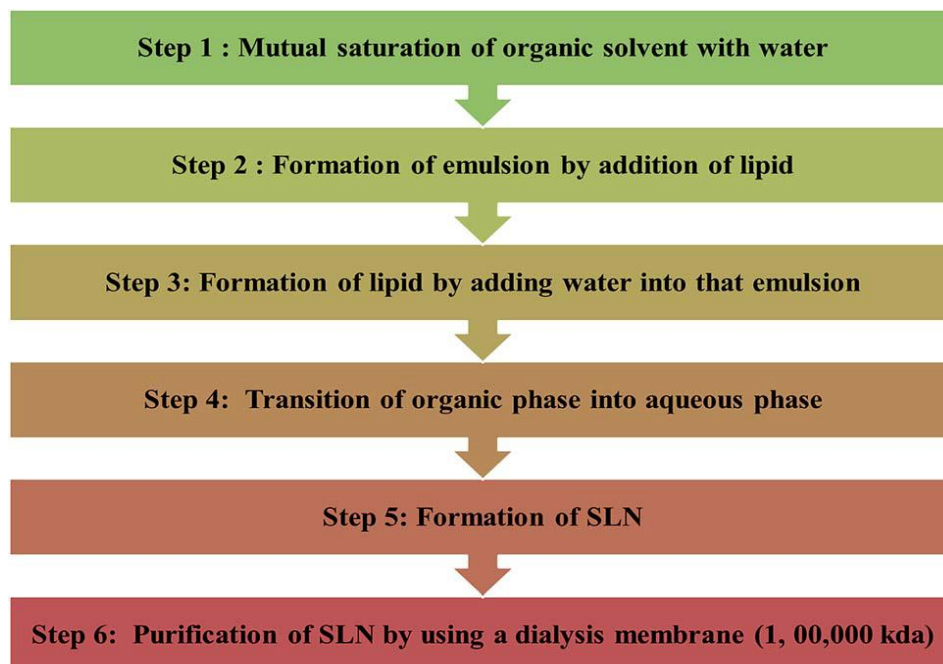 Step 1 : Mutual saturation of organic solvent with water
Step 2 : Formation of emulsion by addition of lipid
Step 3: Formation of lipid by adding water into that emulsion
Step 4: Transition of organic phase into aqueous phase
Step 5: Formation of SLN
Step 6: Purification of SLN by using a dialysis membrane (1, 00,000 kda)